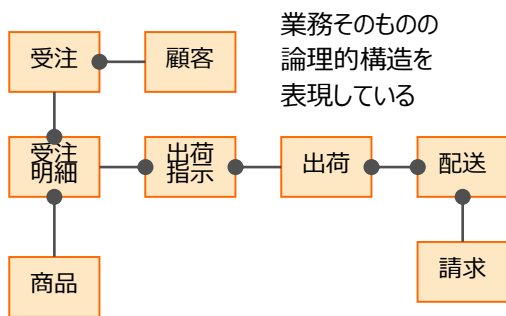 業務そのものの
論理的構造を
表現している
受注
顧客
受注
明細
出荷
指示
出荷
配送
商品
請求